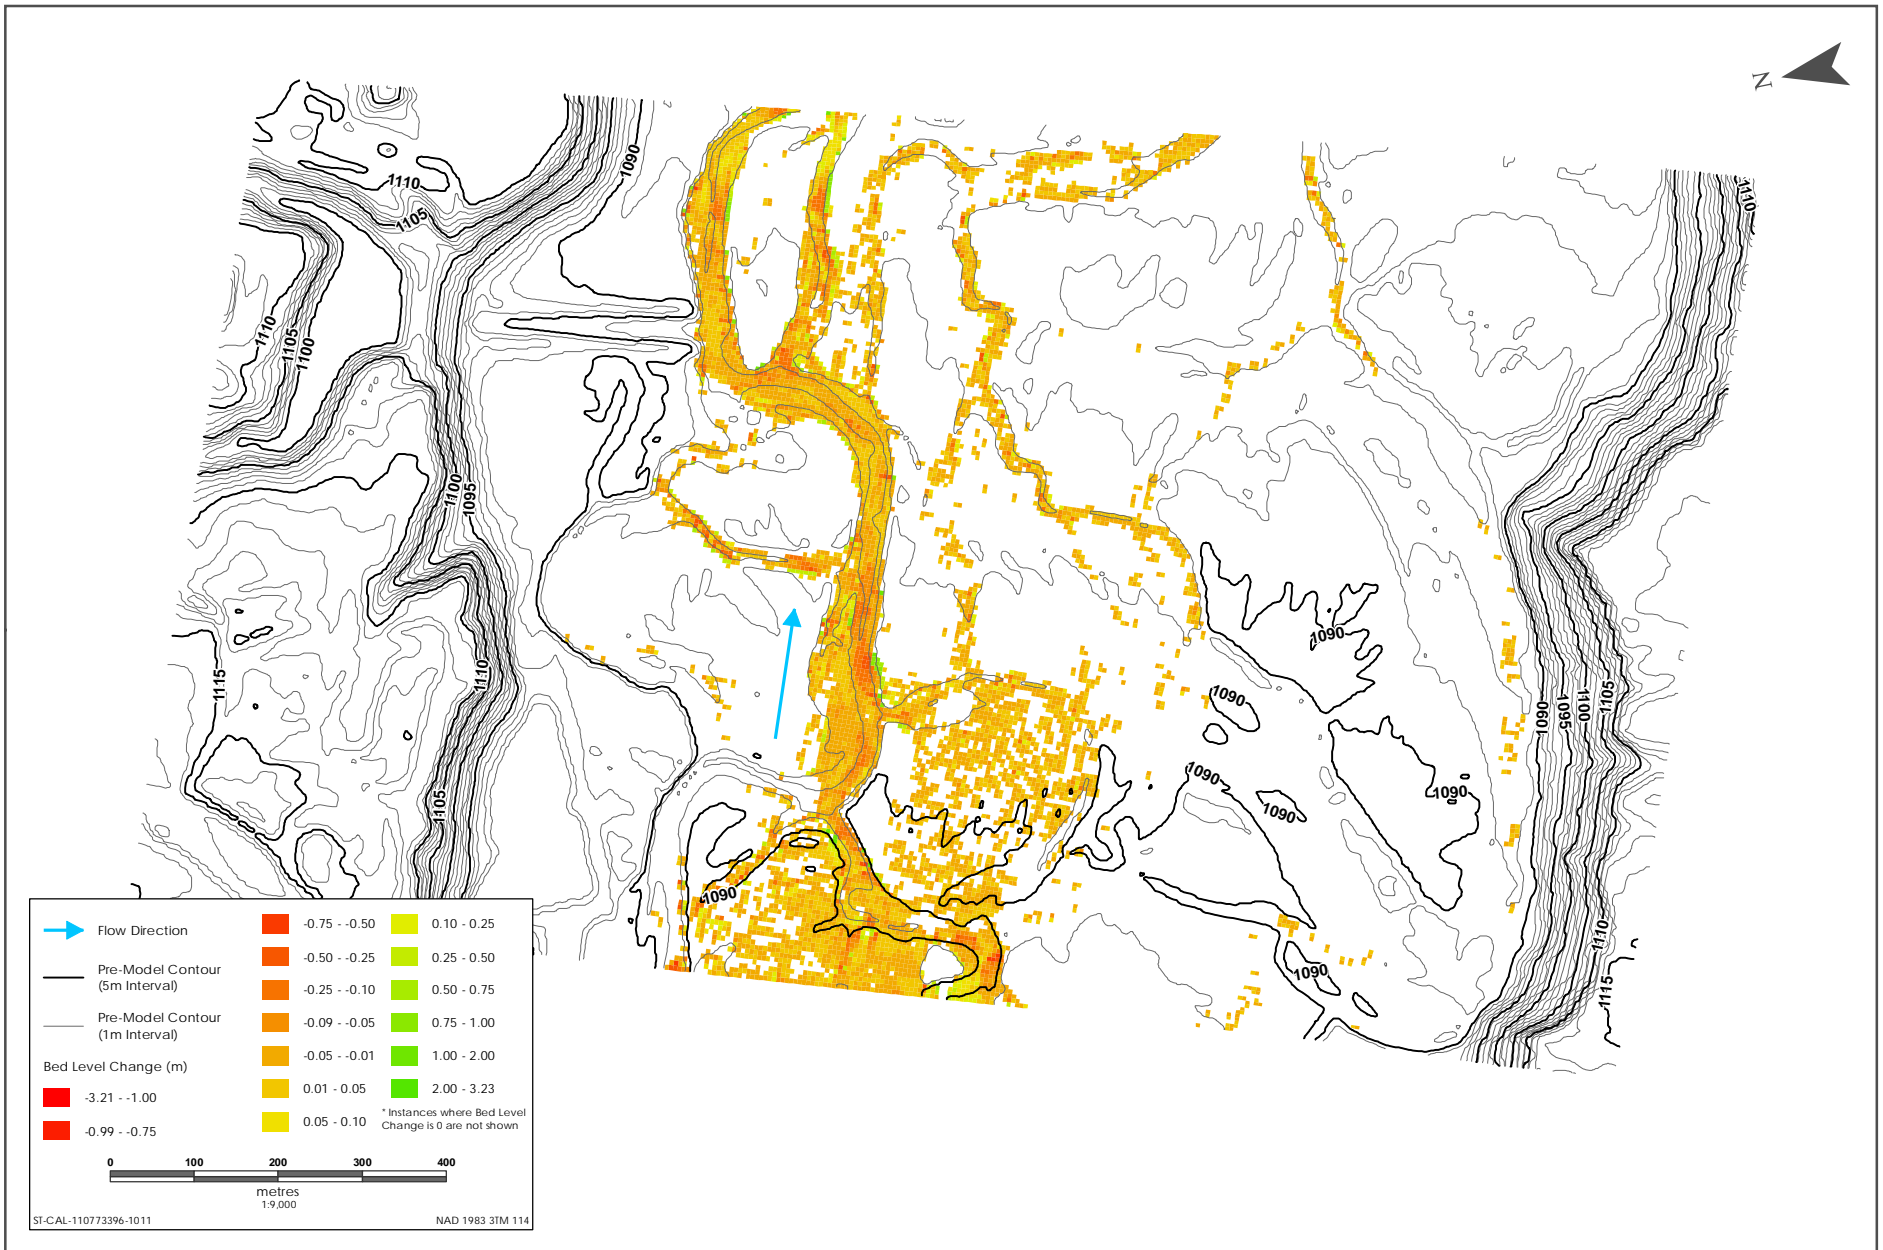 N
1110
1090
1110
1105
1110
1105
1100
1100
1095
1090
1115
1110
1090
1090
1105
1100
1095
1090
1090
1090
1090
1105
1090
1110
1090
1115
Flow Direction
Pre-Model Contour
(5m Interval)
Pre-Model Contour
(1m Interval)
Bed Level Change (m)
-3.21 - -1.00
-0.99 - -0.75
-0.75 - -0.50
-0.50 - -0.25
-0.25 - -0.10
-0.09 - -0.05
-0.05 - -0.01
0.01 - 0.05
0.05 - 0.10
0.10 - 0.25
0.25 - 0.50
0.50 - 0.75
0.75 - 1.00
1.00 - 2.00
2.00 - 3.23
* Instances where Bed Level
Change is 0 are not shown
0 100 200 300 400
metres
1:9,000
ST-CAL-110773396-1011
NAD 1983 3TM 114